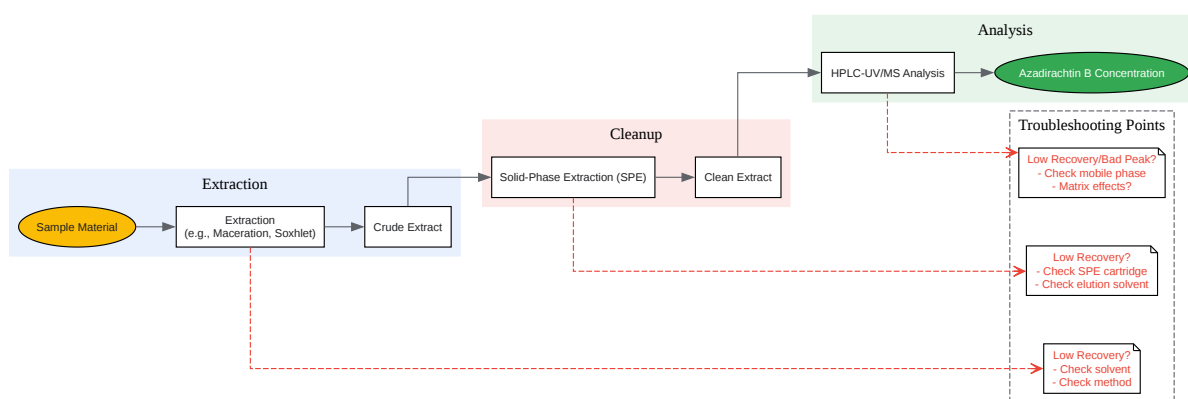 Analysis
HPLC-UV/MS Analysis
Azadirachtin B Concentration
Cleanup
Solid-Phase Extraction (SPE)
Clean Extract
Extraction
Sample Material
Extraction
(e.g., Maceration, Soxhlet)
Crude Extract
Troubleshooting Points
Low Recovery/Bad Peak?
- Check mobile phase
- Matrix effects?
Low Recovery?
- Check SPE cartridge
- Check elution solvent
Low Recovery?
- Check solvent
- Check method